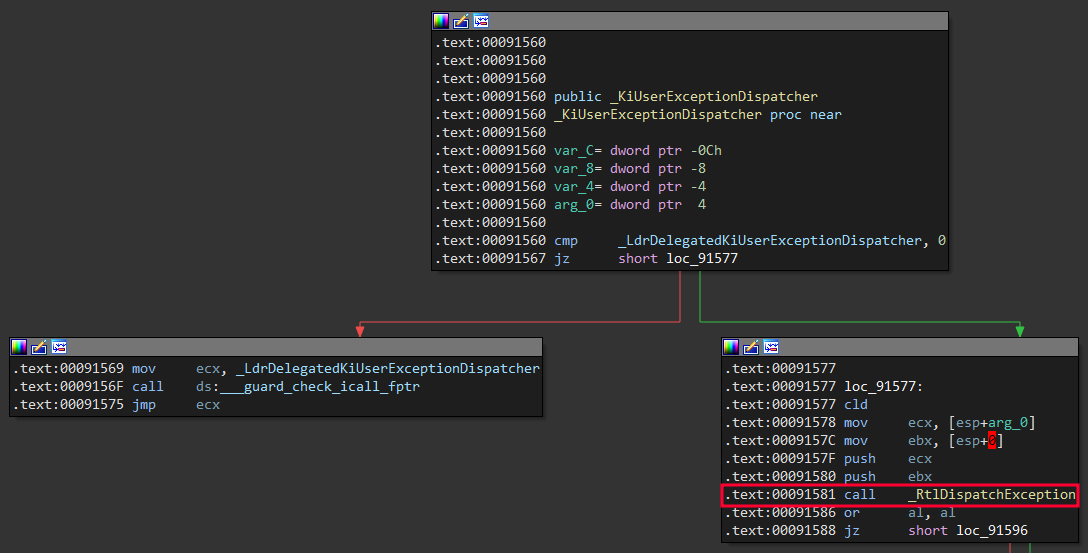 .text:00091560
.text:00091560
.text:00091560
.text:00091560 public _KiUserExceptionDispatcher
.text:00091560 _KiUserExceptionDispatcher proc near
.text:00091560
.text:00091560 var_C= dword ptr -0Ch
.text:00091560 var_8= dword ptr -8
.text:00091560 var_4= dword ptr -4
.text:00091560 arg_0= dword ptr  4
.text:00091560
.text:00091560 cmp     _LdrDelegatedKiUserExceptionDispatcher, 0
.text:00091567 jz      short loc_91577
.text:00091569 mov     ecx, _LdrDelegatedKiUserExceptionDispatcher
.text:0009156F call    ds:___guard_check_icall_fptr
.text:00091575 jmp     ecx
.text:00091577
.text:00091577 loc_91577:
.text:00091577 cld
.text:00091578 mov     ecx, [esp+arg_0]
.text:0009157C mov     ebx, [esp+0]
.text:0009157F push    ecx
.text:00091580 push    ebx
.text:00091581 call    _RtlDispatchException
.text:00091586 or      al, al
.text:00091588 jz      short loc_91596